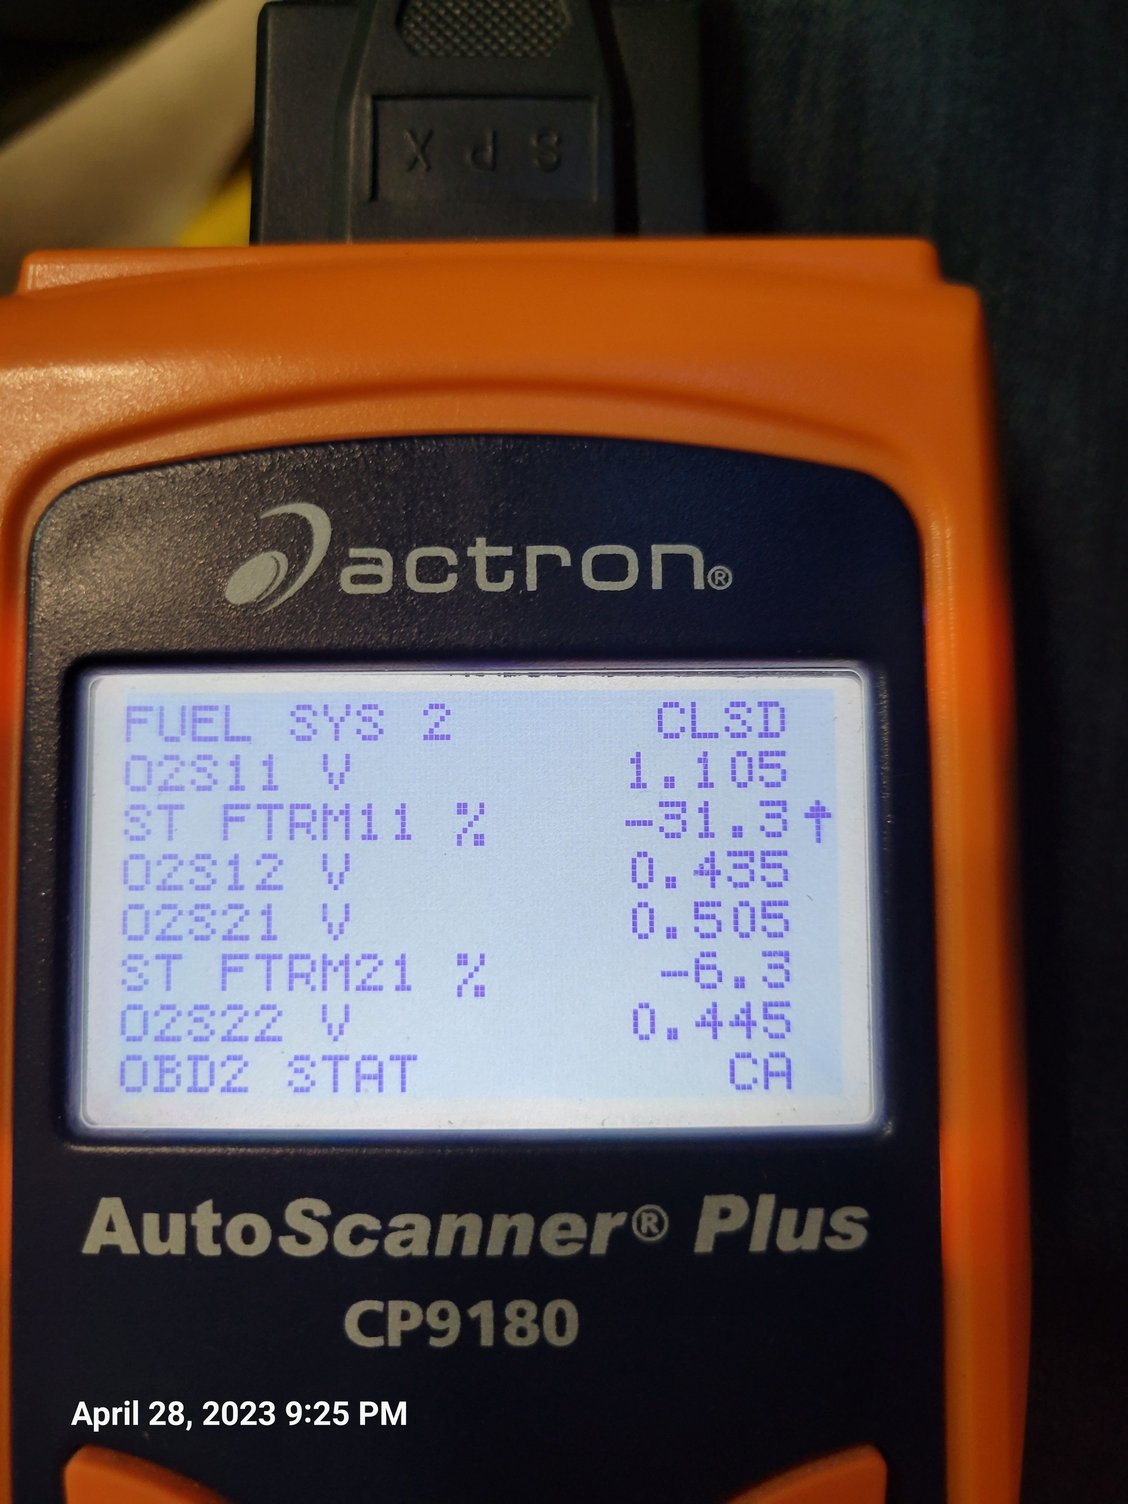 SPX
actron®
FUEL SYS 2 CLSD
O2S11 V 1.105
ST FTRM11 % -31.3↑
O2S12 V 0.435
O2S21 V 0.505
ST FTRM21 % -6.3
O2S22 V 0.445
OBD2 STAT CA
AutoScanner® Plus
CP9180
April 28, 2023 9:25 PM